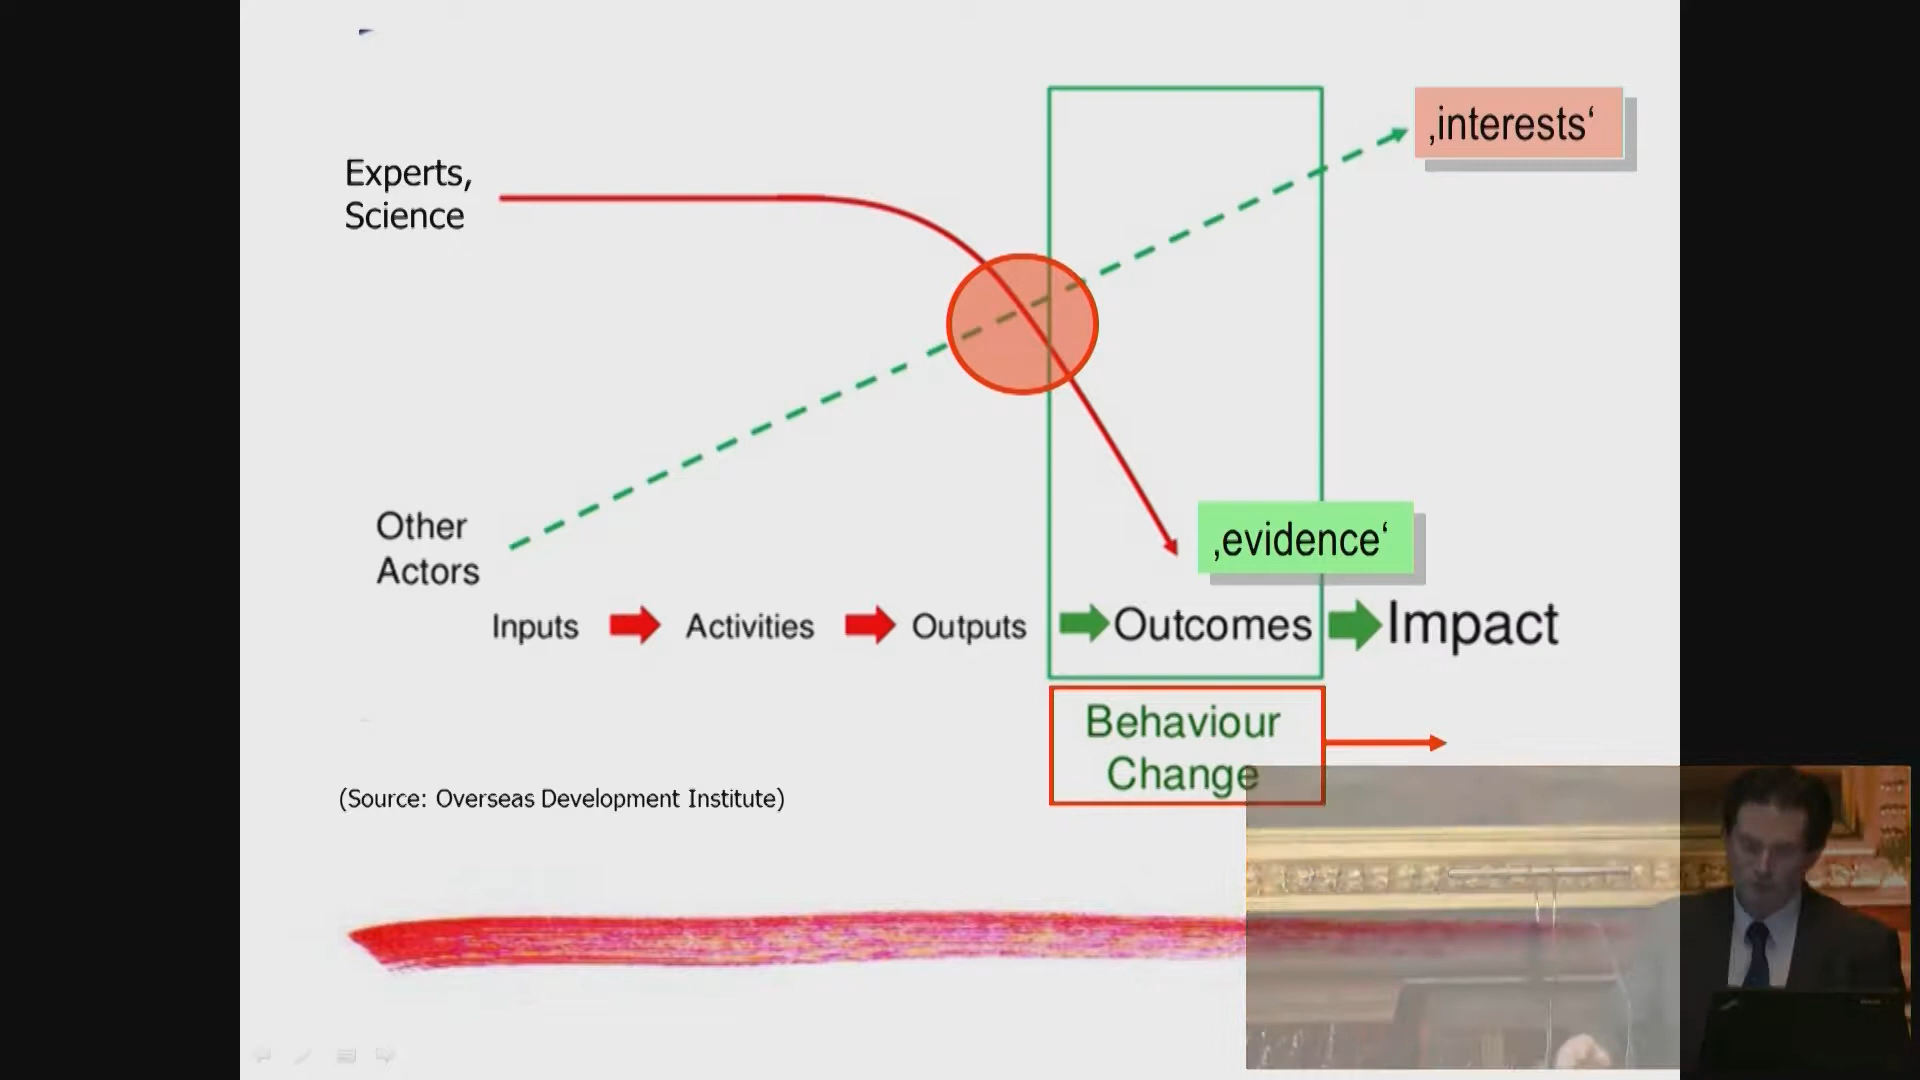 ‚interests‘
Experts,
Science
Other
Actors
‚evidence‘
Inputs Activities Outputs Outcomes Impact
Behaviour
Change
(Source: Overseas Development Institute)